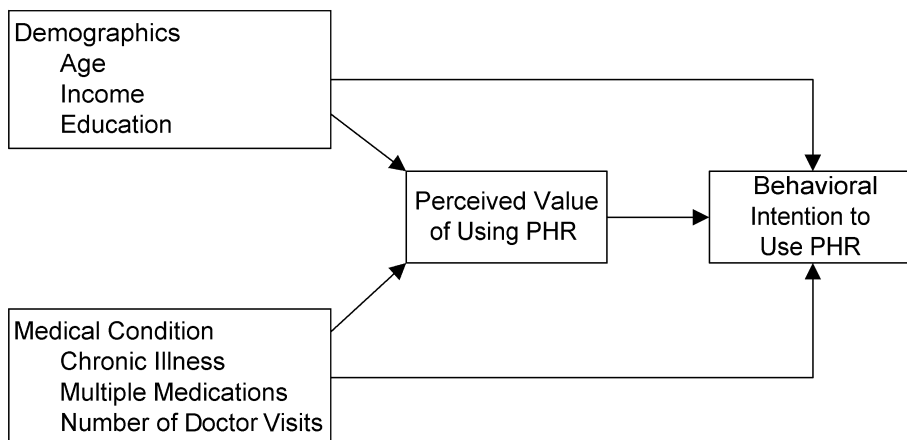 Demographics
Age
Income
Education
Perceived Value
of Using PHR
Behavioral
Intention to
Use PHR
Medical Condition
Chronic Illness
Multiple Medications
Number of Doctor Visits